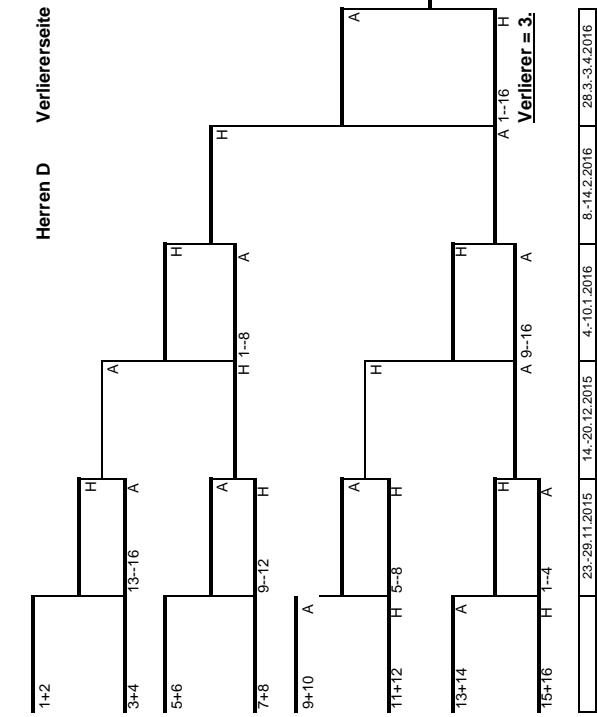 Herren D Verliererseite
1+2
H
A
3+4 13--16 A
5+6 H
A H
H 1--8 A
7+8 9--12 H
9+10 A
A A
H
11+12 H 5--8 H
13+14 A H
H A 1--16 H
A 9--16 A Verlierer = 3.
15+16 H 1--4 A
23.-29.11.2015 14.-20.12.2015 4.-10.1.2016 8.-14.2.2016 28.3.-3.4.2016